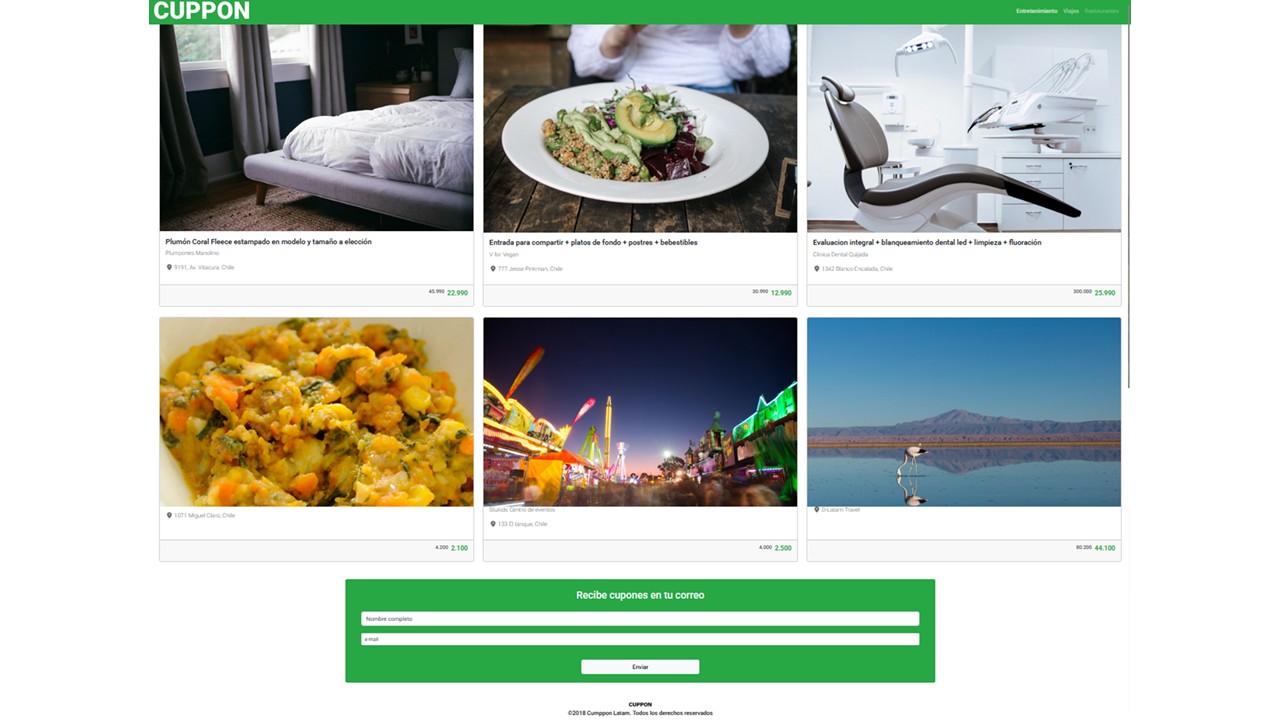 CUPPON
Entretenimiento Viajes Restaurantes
Plumón Coral Fleece estampado en modelo y tamaño a elección
Plumpones Manolino
9191, Av. Vitacura, Chile
45.990 22.990
Entrada para compartir + platos de fondo + postres + bebestibles
V for Vegan
777 Jesse Pinkman, Chile
30.990 12.990
Evaluacion integral + blanqueamiento dental led + limpieza + fluoración
Clinica Dental Quijada
1342 Blanco Encalada, Chile
300.000 25.990
1071 Miguel Claro, Chile
4.200 2.100
Centro de eventos
133 El tanque, Chile
4.000 2.500
Travel
80.200 44.100
Recibe cupones en tu correo
Nombre completo
e-mail
Enviar
CUPPON
©2018 Cumppon Latam. Todos los derechos reservados